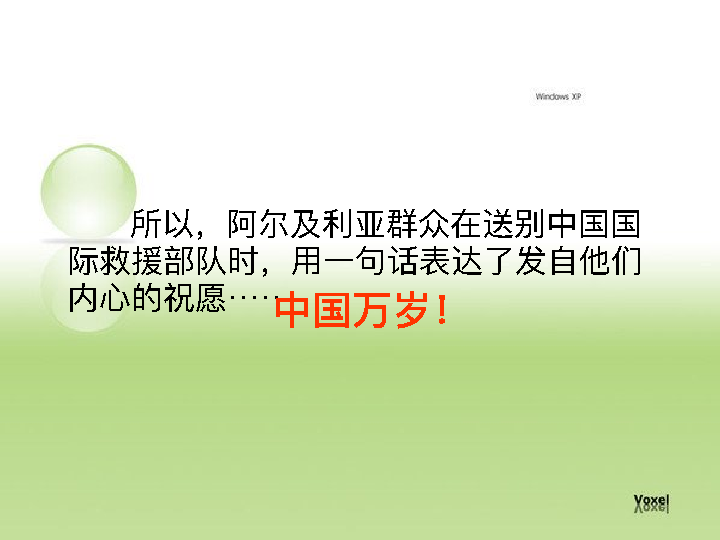 Windows XP
所以，阿尔及利亚群众在送别中国国
际救援部队时，用一句话表达了发自他们
内心的祝愿……
中国万岁！
Voxel